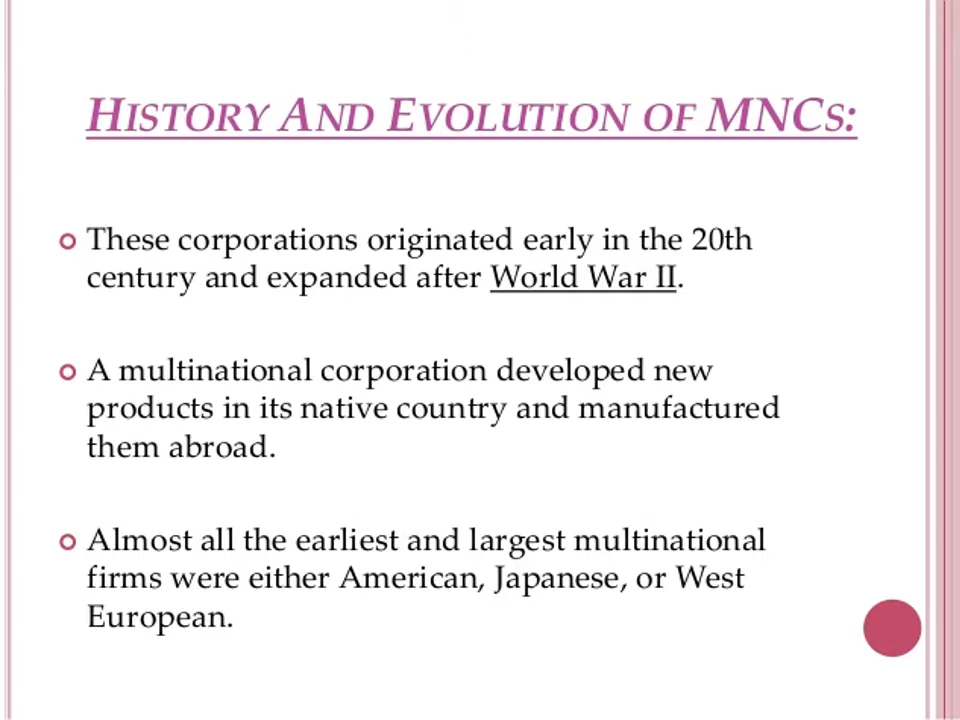 HISTORY AND EVOLUTION OF MNCS:
These corporations originated early in the 20th
century and expanded after World War II.
A multinational corporation developed new
products in its native country and manufactured
them abroad.
Almost all the earliest and largest multinational
firms were either American, Japanese, or West
European.